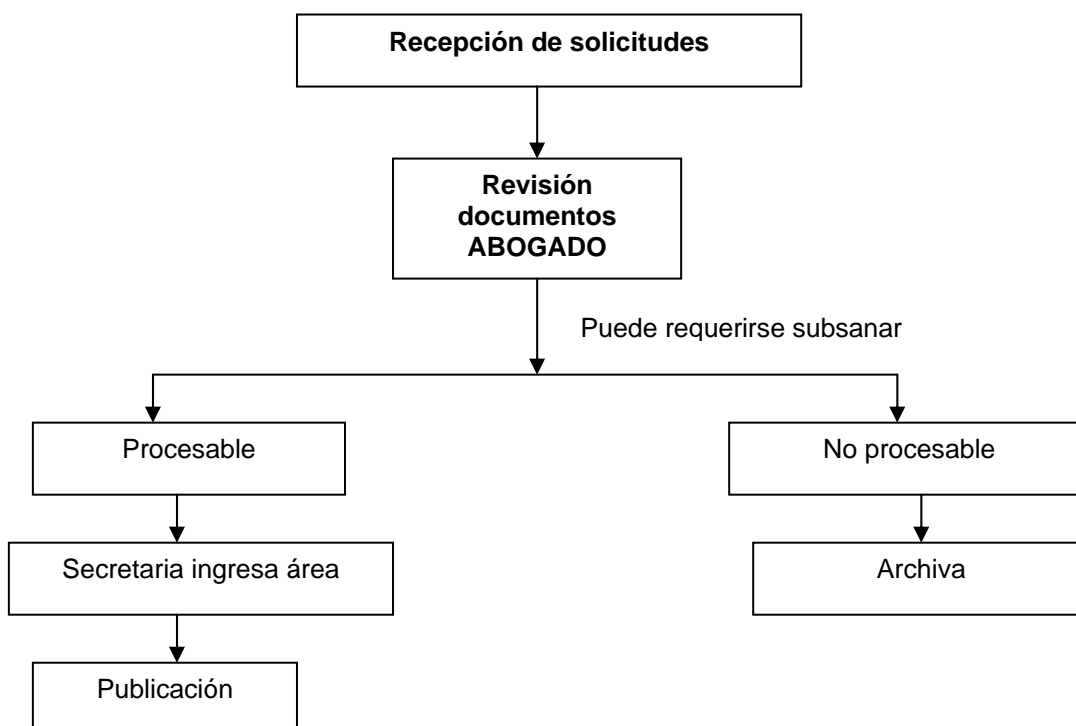 Recepción de solicitudes
Revisión
documentos
ABOGADO
Puede requerirse subsanar
Procesable
No procesable
Secretaria ingresa área
Archiva
Publicación